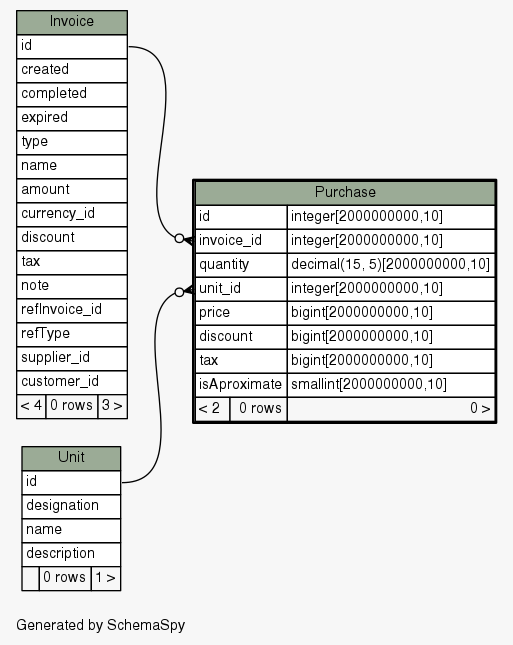 Invoice
id
created
completed
expired
type
name
amount
currency_id
discount
tax
note
refInvoice_id
refType
supplier_id
customer_id
< 4 0 rows 3 >
Purchase
id integer[2000000000,10]
invoice_id integer[2000000000,10]
quantity decimal(15, 5)[2000000000,10]
unit_id integer[2000000000,10]
price bigint[2000000000,10]
discount bigint[2000000000,10]
tax bigint[2000000000,10]
isAproximate smallint[2000000000,10]
< 2 0 rows 0 >
Unit
id
designation
name
description
0 rows 1 >
Generated by SchemaSpy